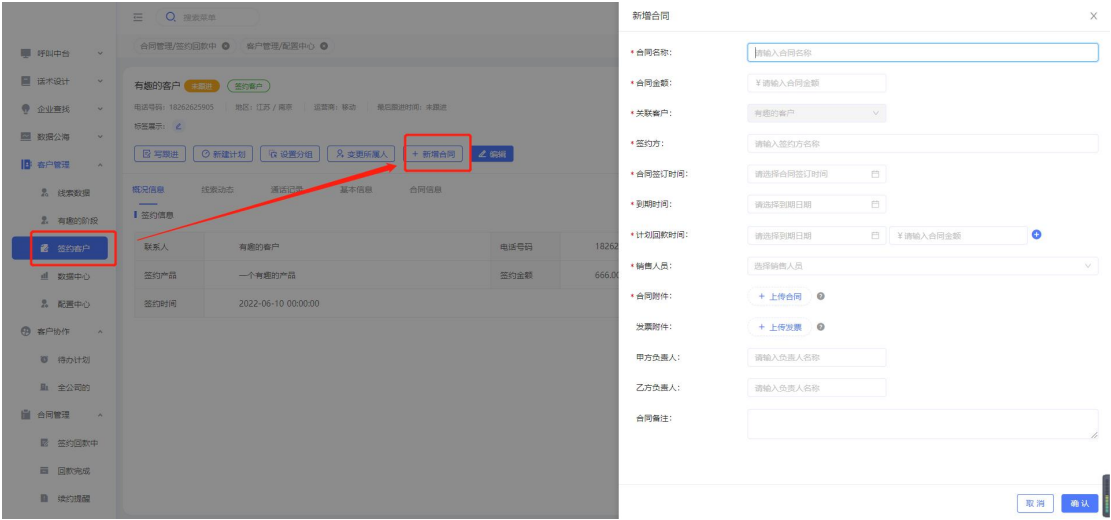 搜索菜单
呼叫中台
话术设计
企业查找
数据公海
客户管理
线索数据
有趣的阶段
签约客户
数据中心
配置中心
客户协作
待办计划
全公司的
合同管理
签约回款中
回款完成
续约提醒
合同管理/签约回款中 客户管理/配置中心
有趣的客户 未跟进 签约客户
电话号码: 18262625905 地区: 江苏 / 南京 运营商: 移动 最后跟进时间: 未跟进
标签展示:
写跟进 新建计划 设置分组 变更所属人 + 新增合同 编辑
概况信息 线索动态 通话记录 基本信息 合同信息
签约信息
联系人 有趣的客户 电话号码 18262
签约产品 一个有趣的产品 签约金额 666.00
签约时间 2022-06-10 00:00:00
新增合同 X
* 合同名称: 请输入合同名称
* 合同金额: ¥ 请输入合同金额
* 关联客户: 有趣的客户
* 签约方: 请输入签约方名称
* 合同签订时间: 请选择合同签订时间
* 到期时间: 请选择到期日期
* 计划回款时间: 请选择到期日期 ¥ 请输入合同金额
* 销售人员: 选择销售人员
* 合同附件: + 上传合同
发票附件: + 上传发票
甲方负责人: 请输入负责人名称
乙方负责人: 请输入负责人名称
合同备注:
取消 确认